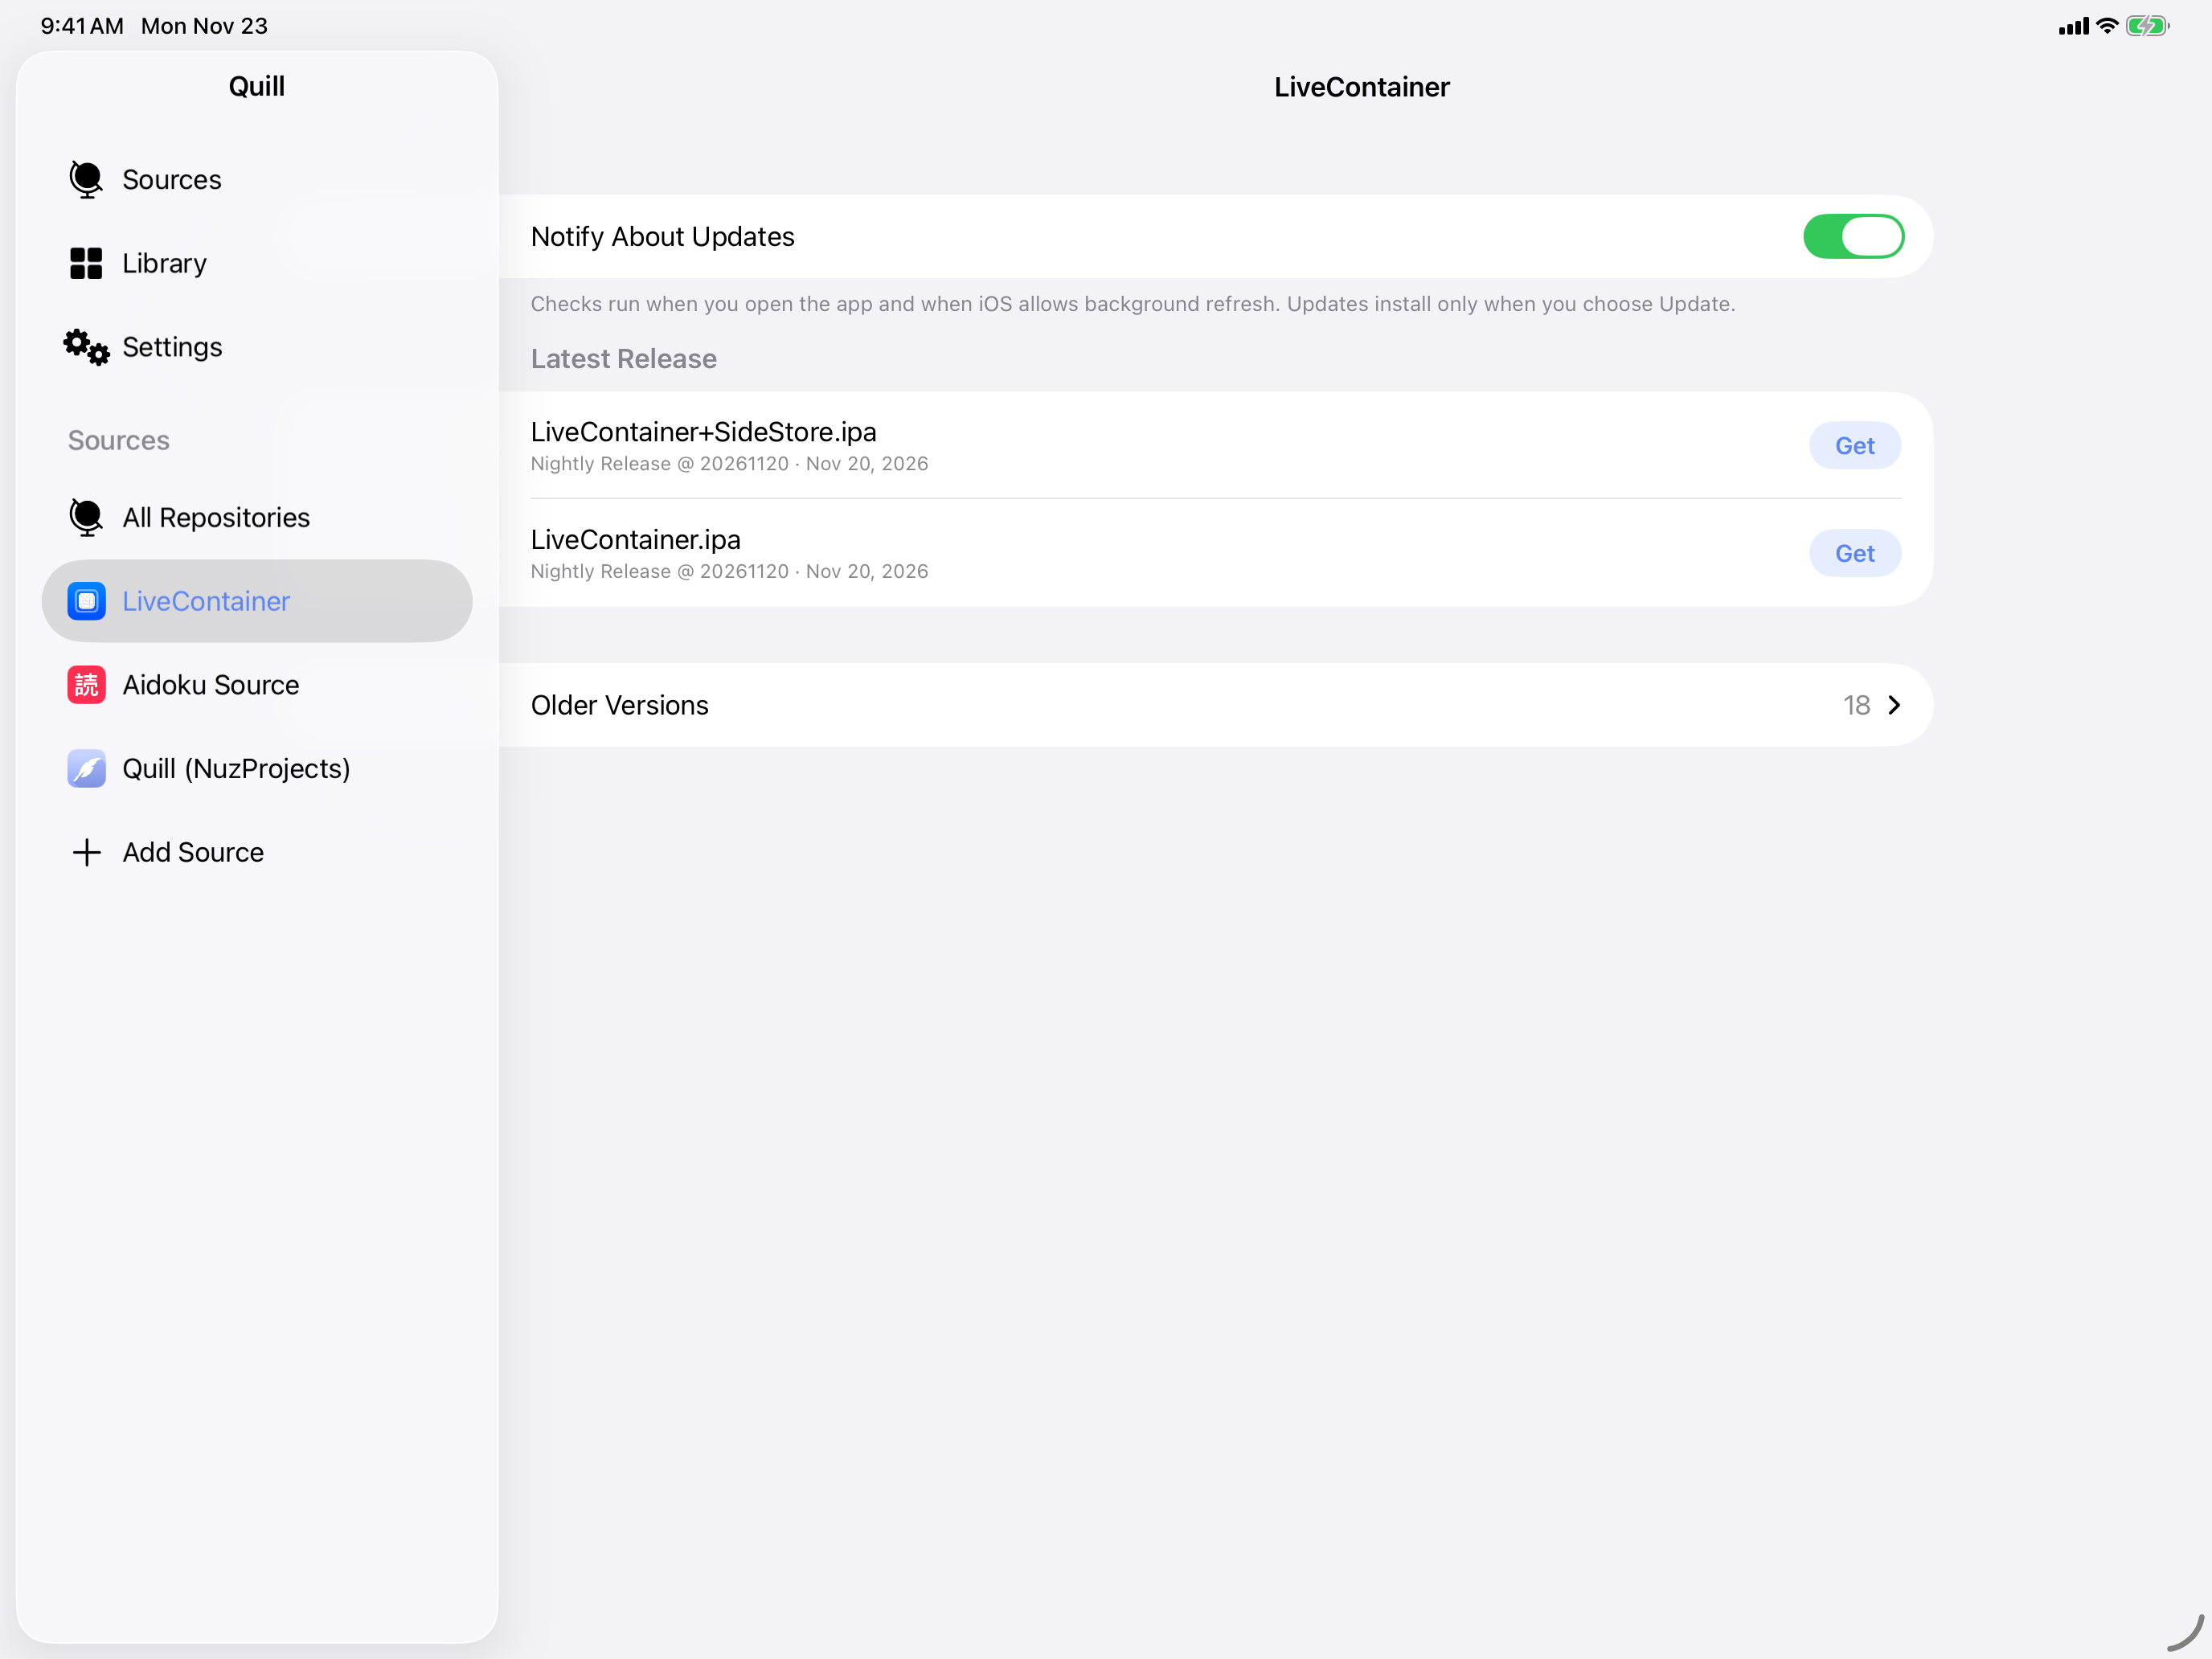 9:41 AM Mon Nov 23
Quill
Sources
Library
Settings
Sources
All Repositories
LiveContainer
読
Aidoku Source
Quill (NuzProjects)
Add Source
LiveContainer
Notify About Updates
Checks run when you open the app and when iOS allows background refresh. Updates install only when you choose Update.
Latest Release
LiveContainer+SideStore.ipa
Nightly Release @ 20261120 · Nov 20, 2026
Get
LiveContainer.ipa
Nightly Release @ 20261120 · Nov 20, 2026
Get
Older Versions
18